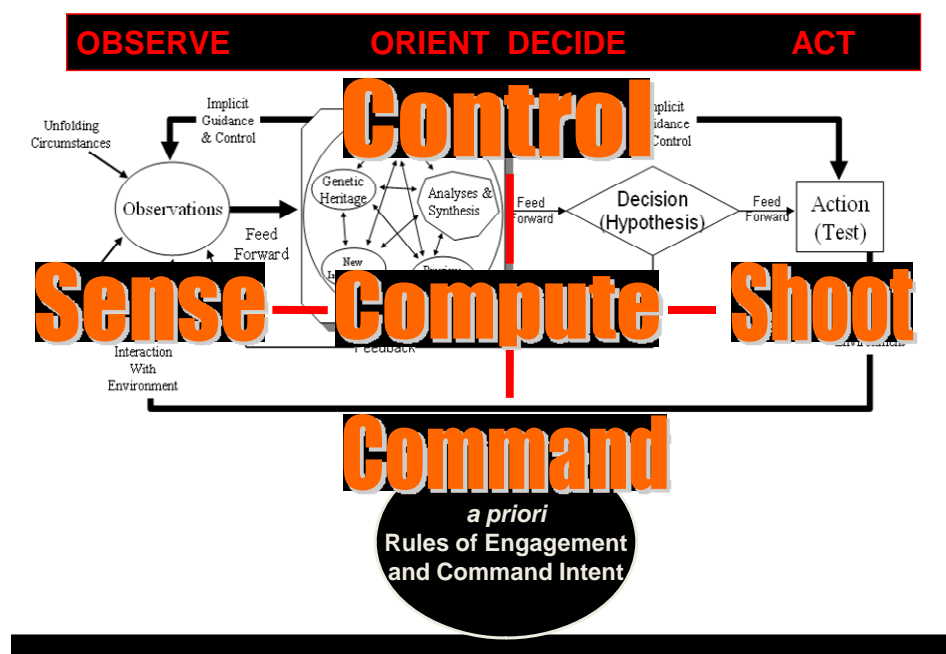 OBSERVE ORIENT DECIDE ACT
Control
Implicit
Guidance
& Control
Unfolding
Circumstances
Control
Genetic
Heritage
Analyses &
Synthesis
Observations
Feed
Forward
New
Feed
Forward
Decision
(Hypothesis)
Feed
Forward
Action
(Test)
Sense
Compute
Shoot
Feedback
Interaction
With
Environment
Environment
Command
a priori
Rules of Engagement
and Command Intent